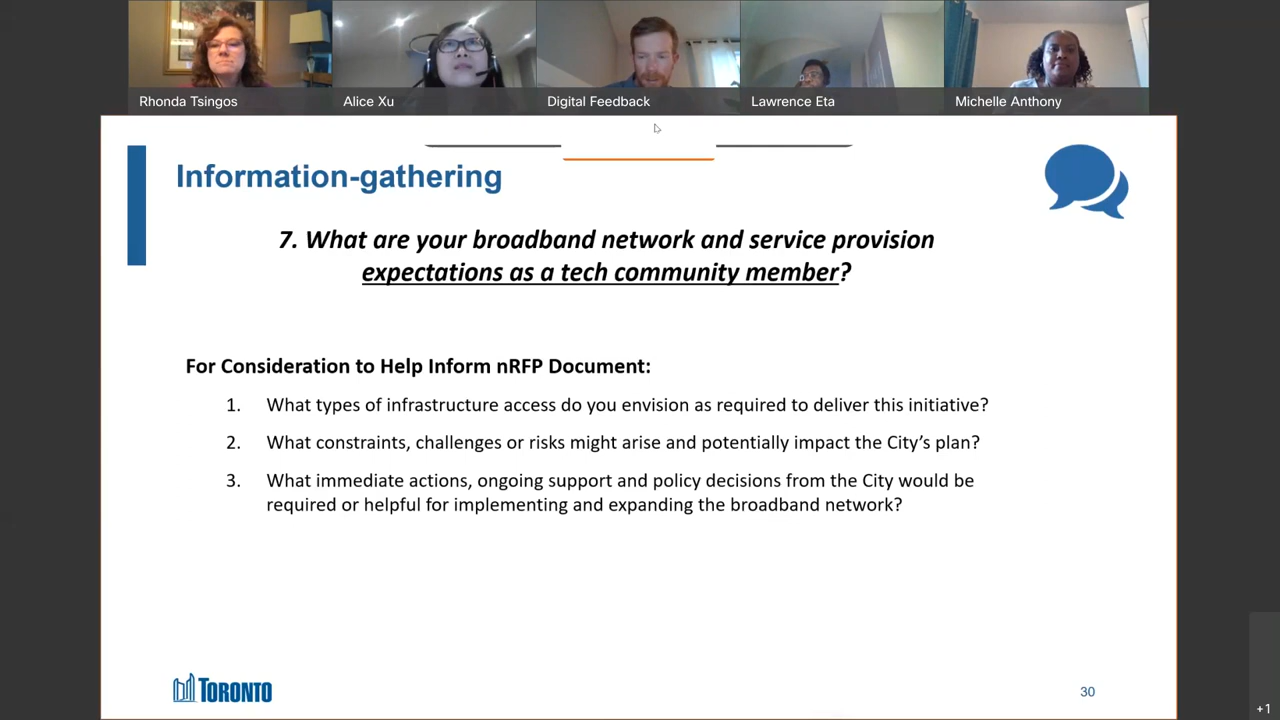 Rhonda Tsingos
Alice Xu
Digital Feedback
Lawrence Eta
Michelle Anthony
Information-gathering
7. What are your broadband network and service provision
expectations as a tech community member?
For Consideration to Help Inform nRFP Document:
1. What types of infrastructure access do you envision as required to deliver this initiative?
2. What constraints, challenges or risks might arise and potentially impact the City’s plan?
3. What immediate actions, ongoing support and policy decisions from the City would be
required or helpful for implementing and expanding the broadband network?
TORONTO
30
+1